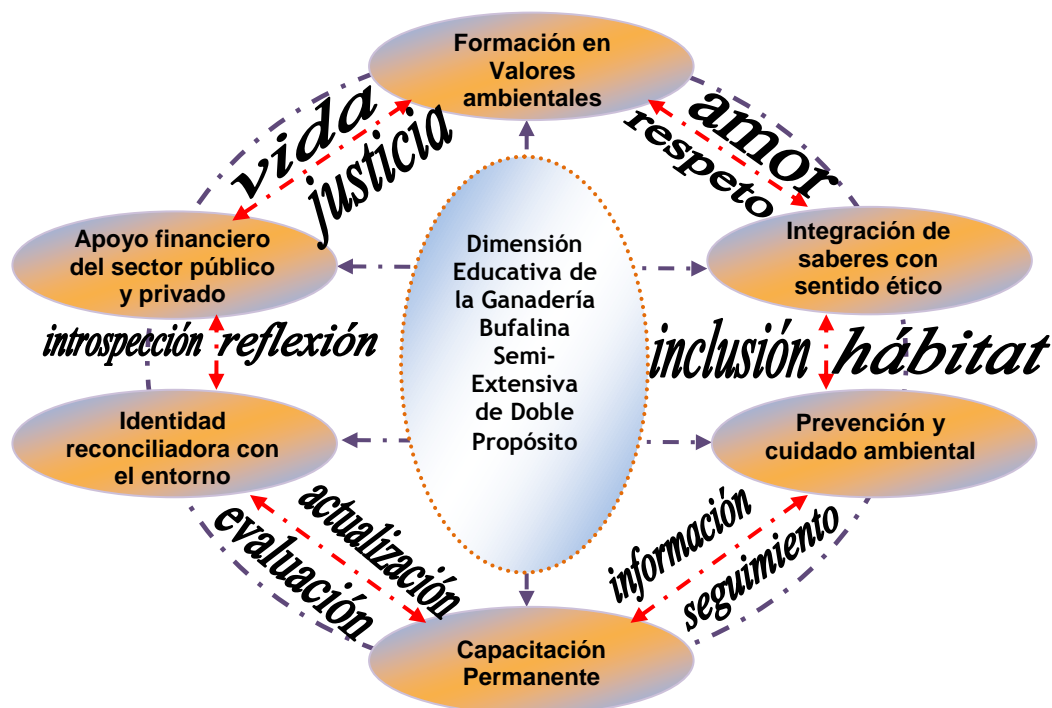 Formación en
Valores
ambientales
vida
justicia
amor
respeto
Apoyo financiero
del sector público
y privado
Dimensión
Educativa de
la Ganadería
Bufalina
Semi-
Extensiva
de Doble
Propósito
Integración de
saberes con
sentido ético
introspección
reflexión
inclusión
hábitat
Identidad
reconciliadora con
el entorno
Prevención y
cuidado ambiental
actualización
evaluación
información
seguimiento
Capacitación
Permanente